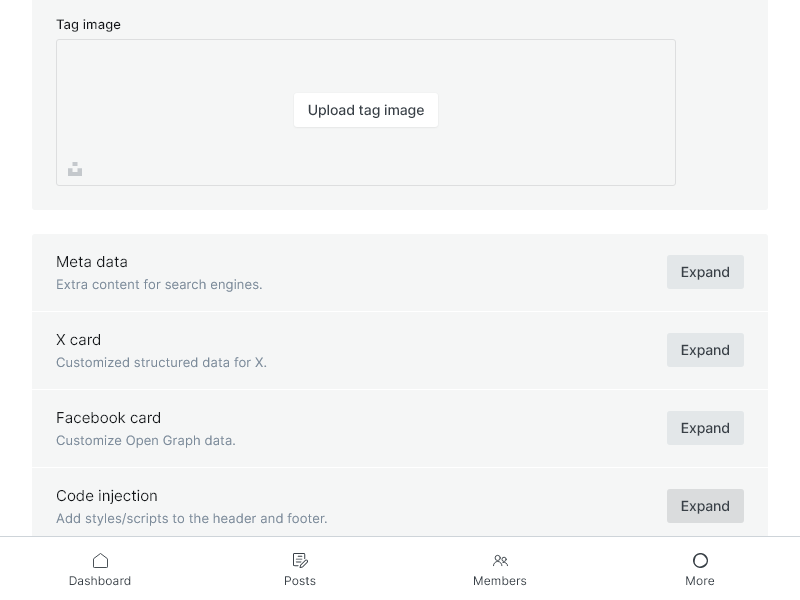 Tag image
Upload tag image
Meta data
Extra content for search engines.
Expand
X card
Customized structured data for X.
Expand
Facebook card
Customize Open Graph data.
Expand
Code injection
Add styles/scripts to the header and footer.
Expand
Dashboard
Posts
Members
More